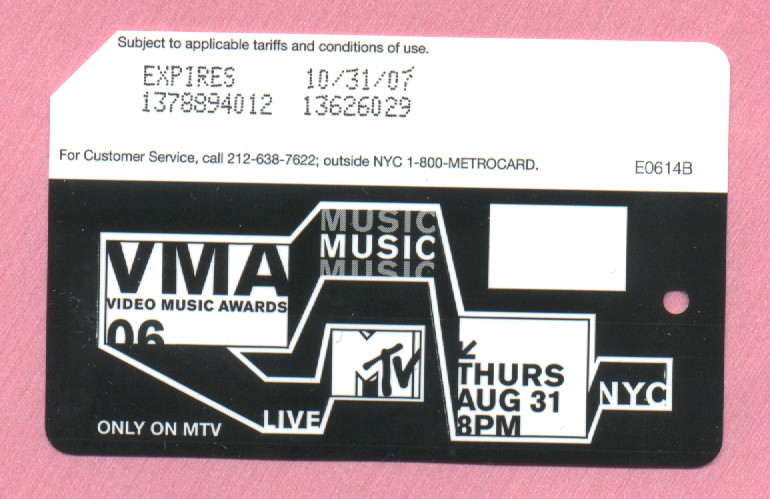 Subject to applicable tariffs and conditions of use.
EXPIRES 10/31/07
1378894012 13626029
For Customer Service, call 212-638-7622; outside NYC 1-800-METROCARD.
E0614B
MUSIC
MUSIC
MUSIC
VMA
VIDEO MUSIC AWARDS
06
MTV
THURS
AUG 31
8PM
NYC
LIVE
ONLY ON MTV